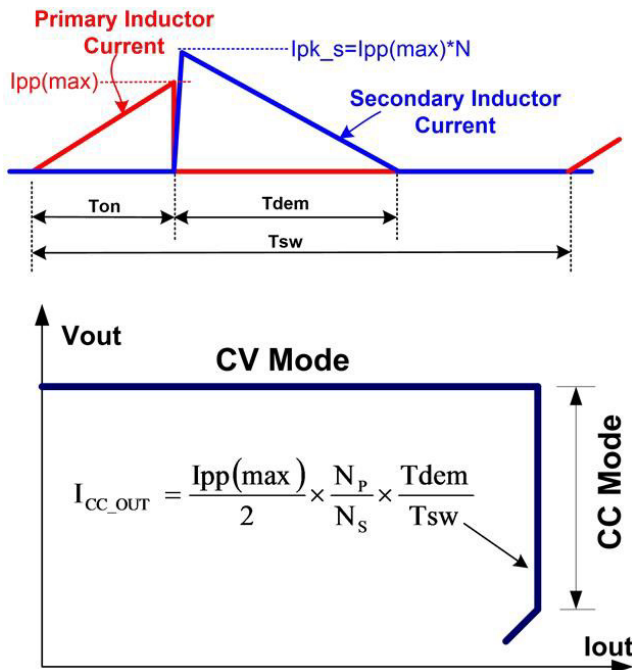 Primary Inductor
Current
Ipk_s=Ipp(max)*N
Ipp(max)
Secondary Inductor
Current
Ton
Tdem
Tsw
Vout
CV Mode
I_CC_OUT = Ipp(max)/2 × N_P/N_S × Tdem/Tsw
CC Mode
Iout